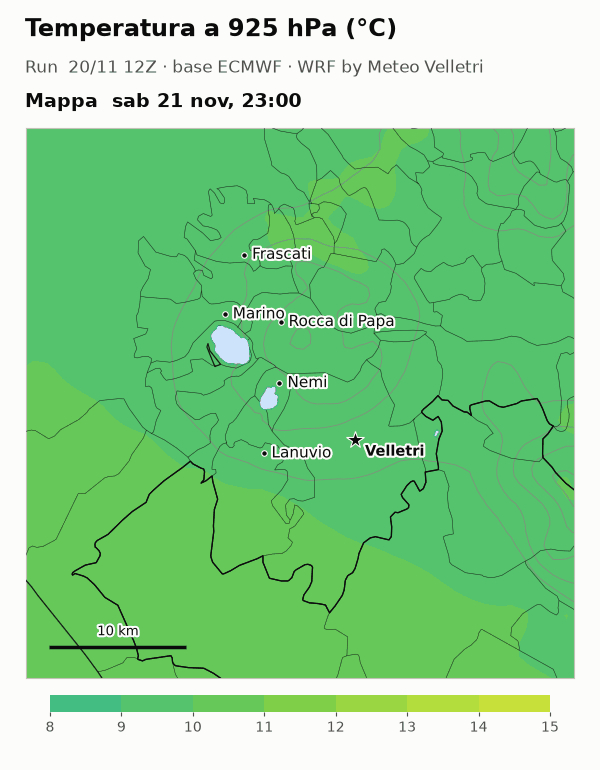 Temperatura a 925 hPa (°C)
Run  20/11 12Z · base ECMWF · WRF by Meteo Velletri
Mappa  sab 21 nov, 23:00
Frascati
Marino
Rocca di Papa
Nemi
Velletri
Lanuvio
10 km
8 9 10 11 12 13 14 15